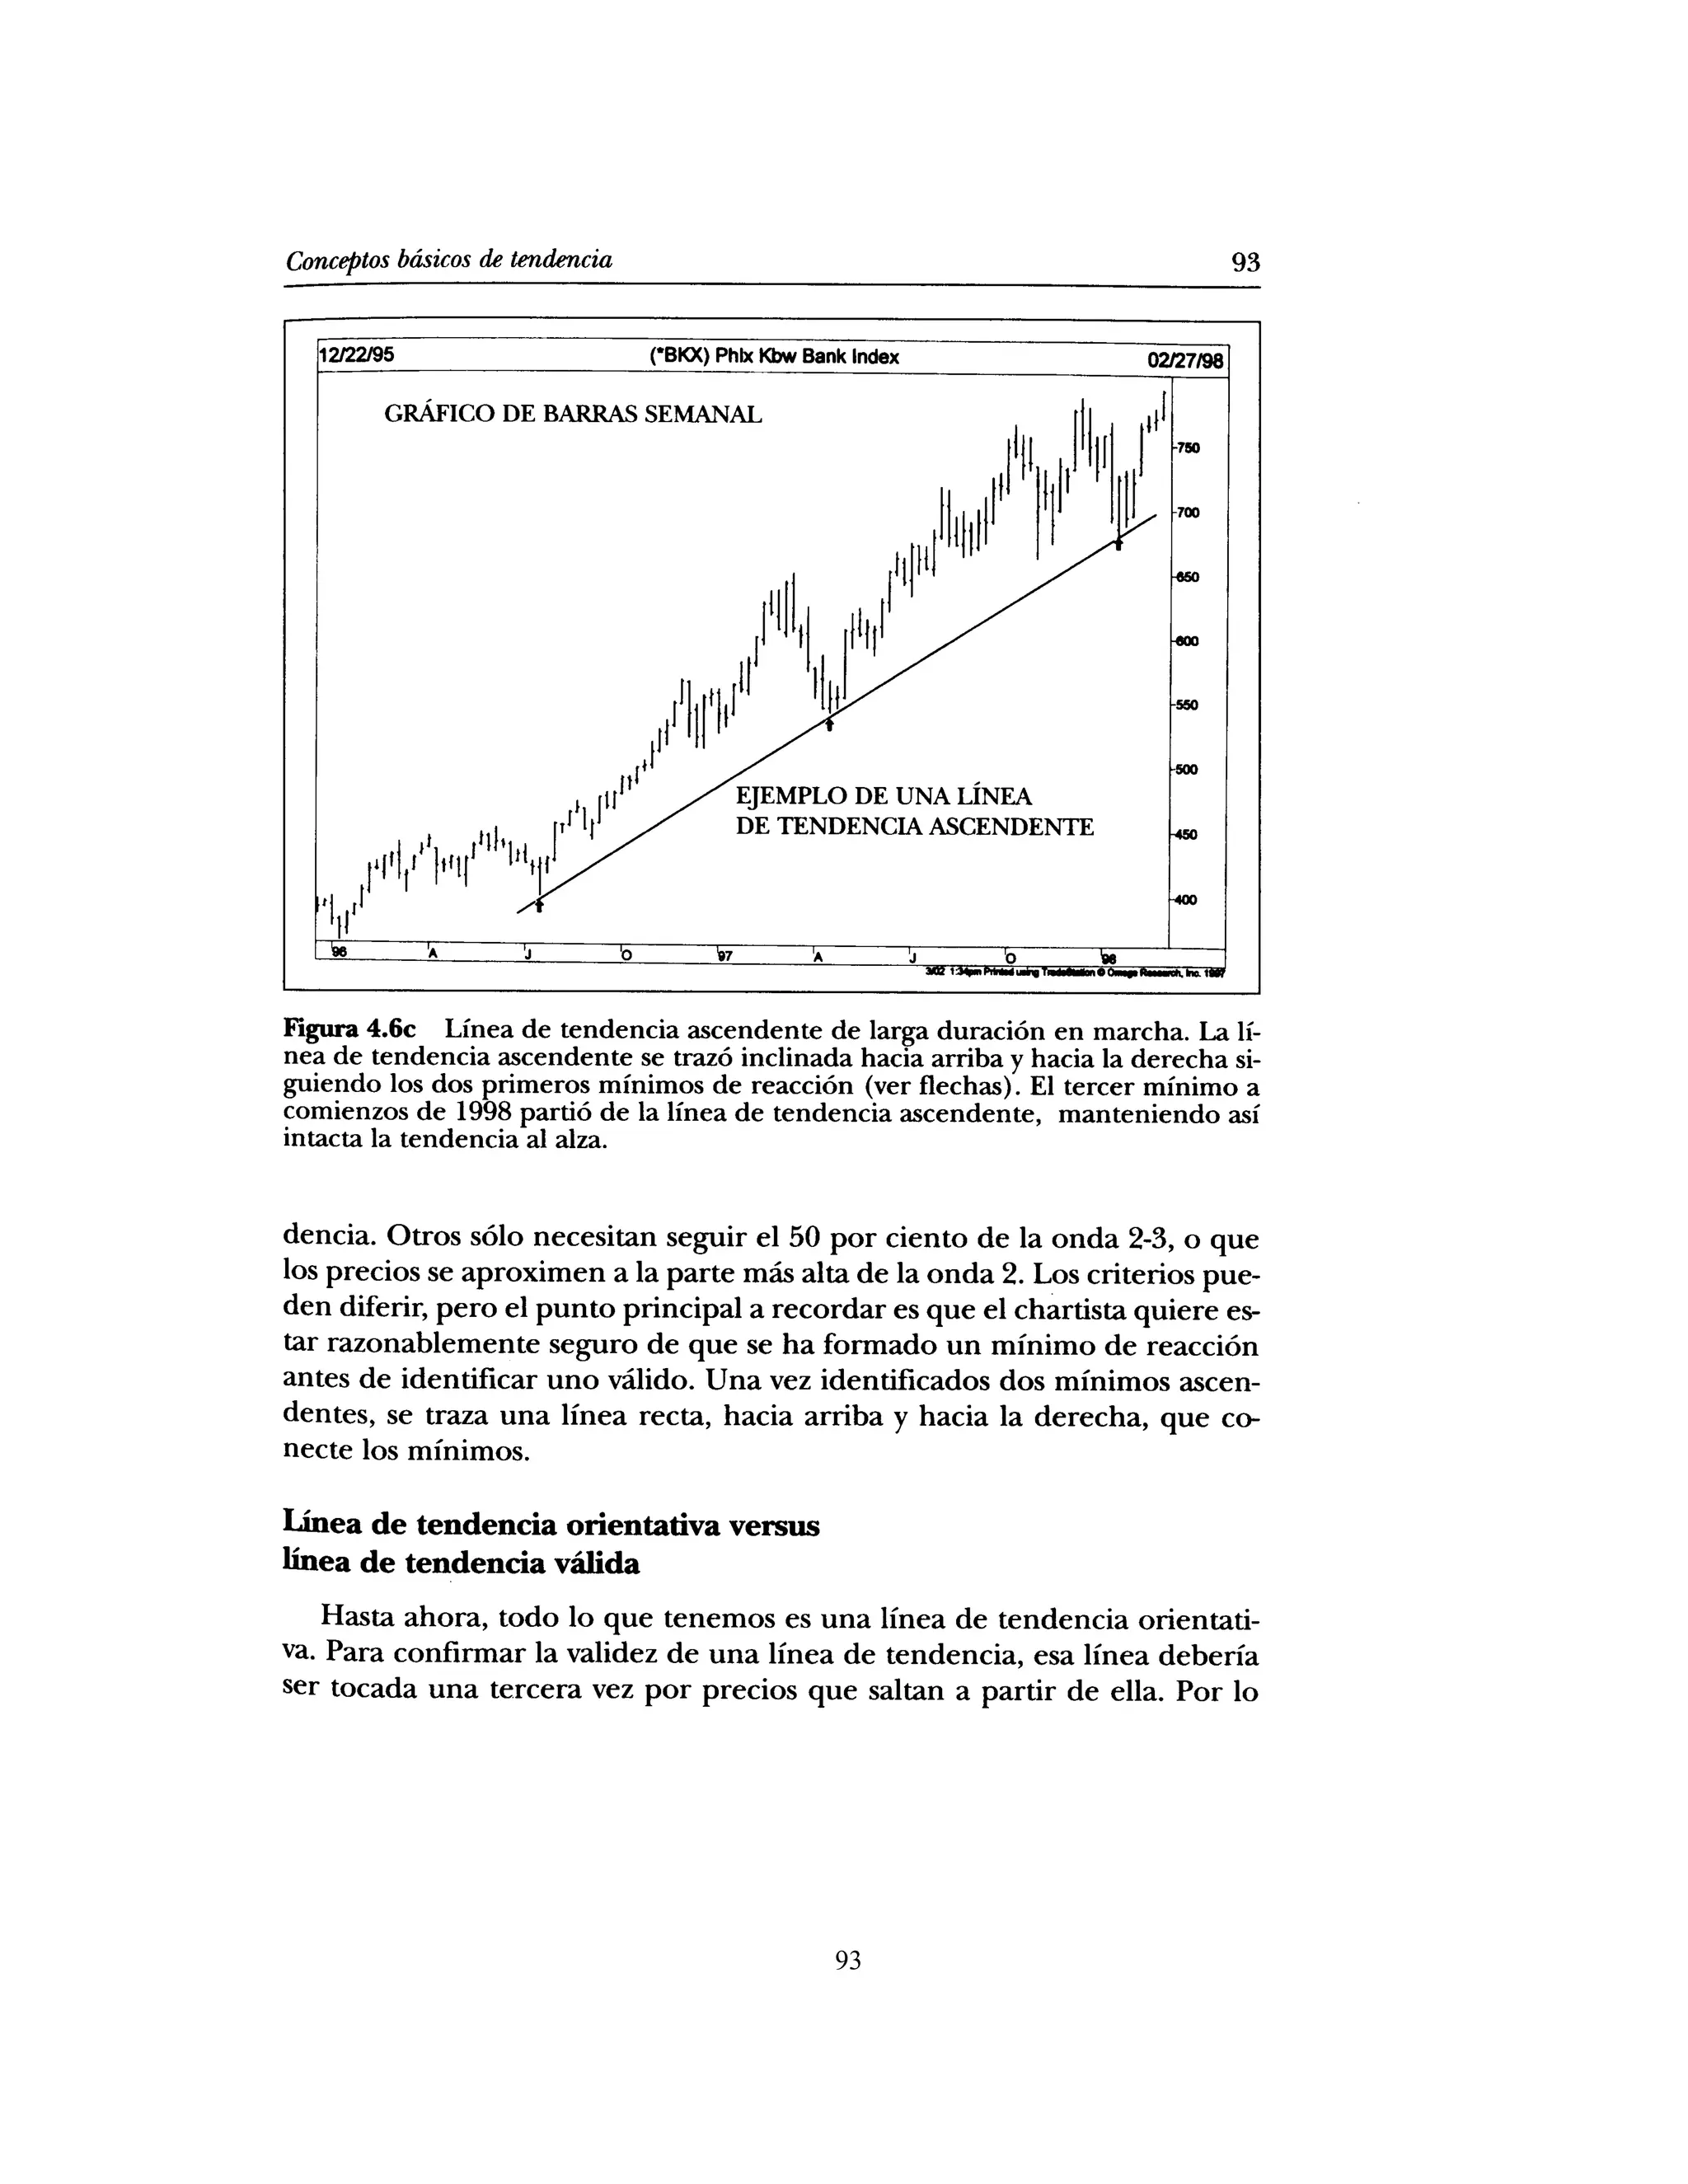 Conceptos básicos de tendencia 93
12/22/95 (*BKX) Phlx Kbw Bank Index 02/27/98
GRÁFICO DE BARRAS SEMANAL
750
700
650
600
550
500
EJEMPLO DE UNA LÍNEA
DE TENDENCIA ASCENDENTE
450
400
96 A J O 97 A J O 98
3/02 1:34pm Printed using TradeStation © Omega Research, Inc. 1997
Figura 4.6c Línea de tendencia ascendente de larga duración en marcha. La lí-
nea de tendencia ascendente se trazó inclinada hacia arriba y hacia la derecha si-
guiendo los dos primeros mínimos de reacción (ver flechas). El tercer mínimo a
comienzos de 1998 partió de la línea de tendencia ascendente, manteniendo así
intacta la tendencia al alza.
dencia. Otros sólo necesitan seguir el 50 por ciento de la onda 2-3, o que
los precios se aproximen a la parte más alta de la onda 2. Los criterios pue-
den diferir, pero el punto principal a recordar es que el chartista quiere es-
tar razonablemente seguro de que se ha formado un mínimo de reacción
antes de identificar uno válido. Una vez identificados dos mínimos ascen-
dentes, se traza una línea recta, hacia arriba y hacia la derecha, que co-
necte los mínimos.
Línea de tendencia orientativa versus
línea de tendencia válida
Hasta ahora, todo lo que tenemos es una línea de tendencia orientati-
va. Para confirmar la validez de una línea de tendencia, esa línea debería
ser tocada una tercera vez por precios que saltan a partir de ella. Por lo
93